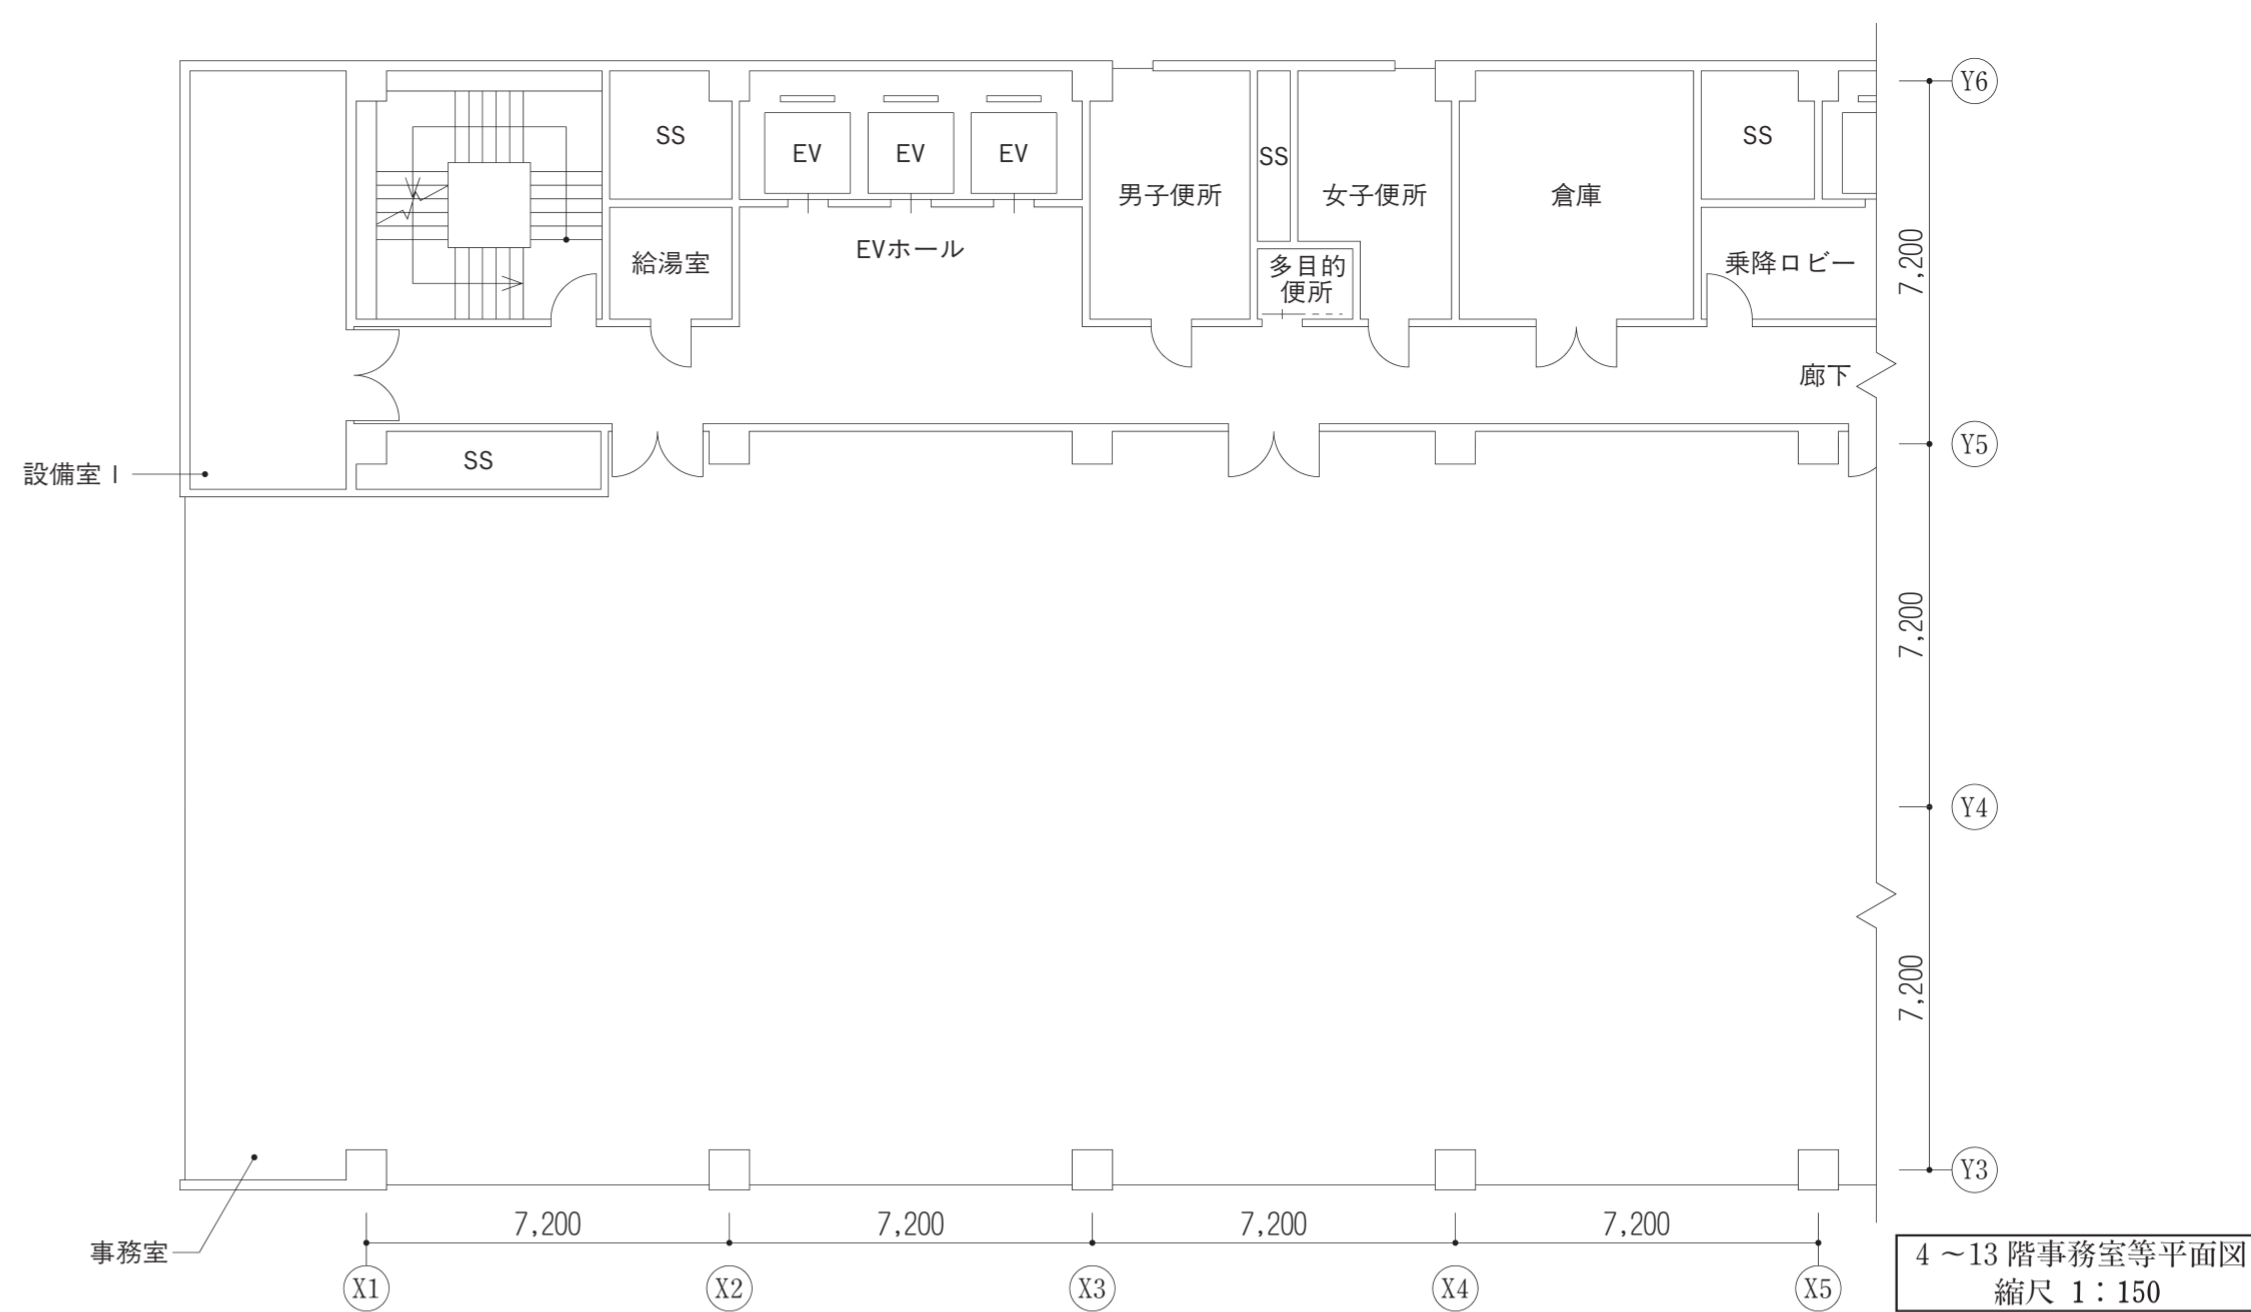 Y6
SS
EV
EV
EV
SS
SS
男子便所
女子便所
倉庫
7,200
給湯室
EVホール
多目的
便所
乗降ロビー
廊下
Y5
設備室 I
SS
7,200
Y4
7,200
Y3
事務室
7,200
7,200
7,200
7,200
X1
X2
X3
X4
X5
4～13 階事務室等平面図
縮尺 1：150